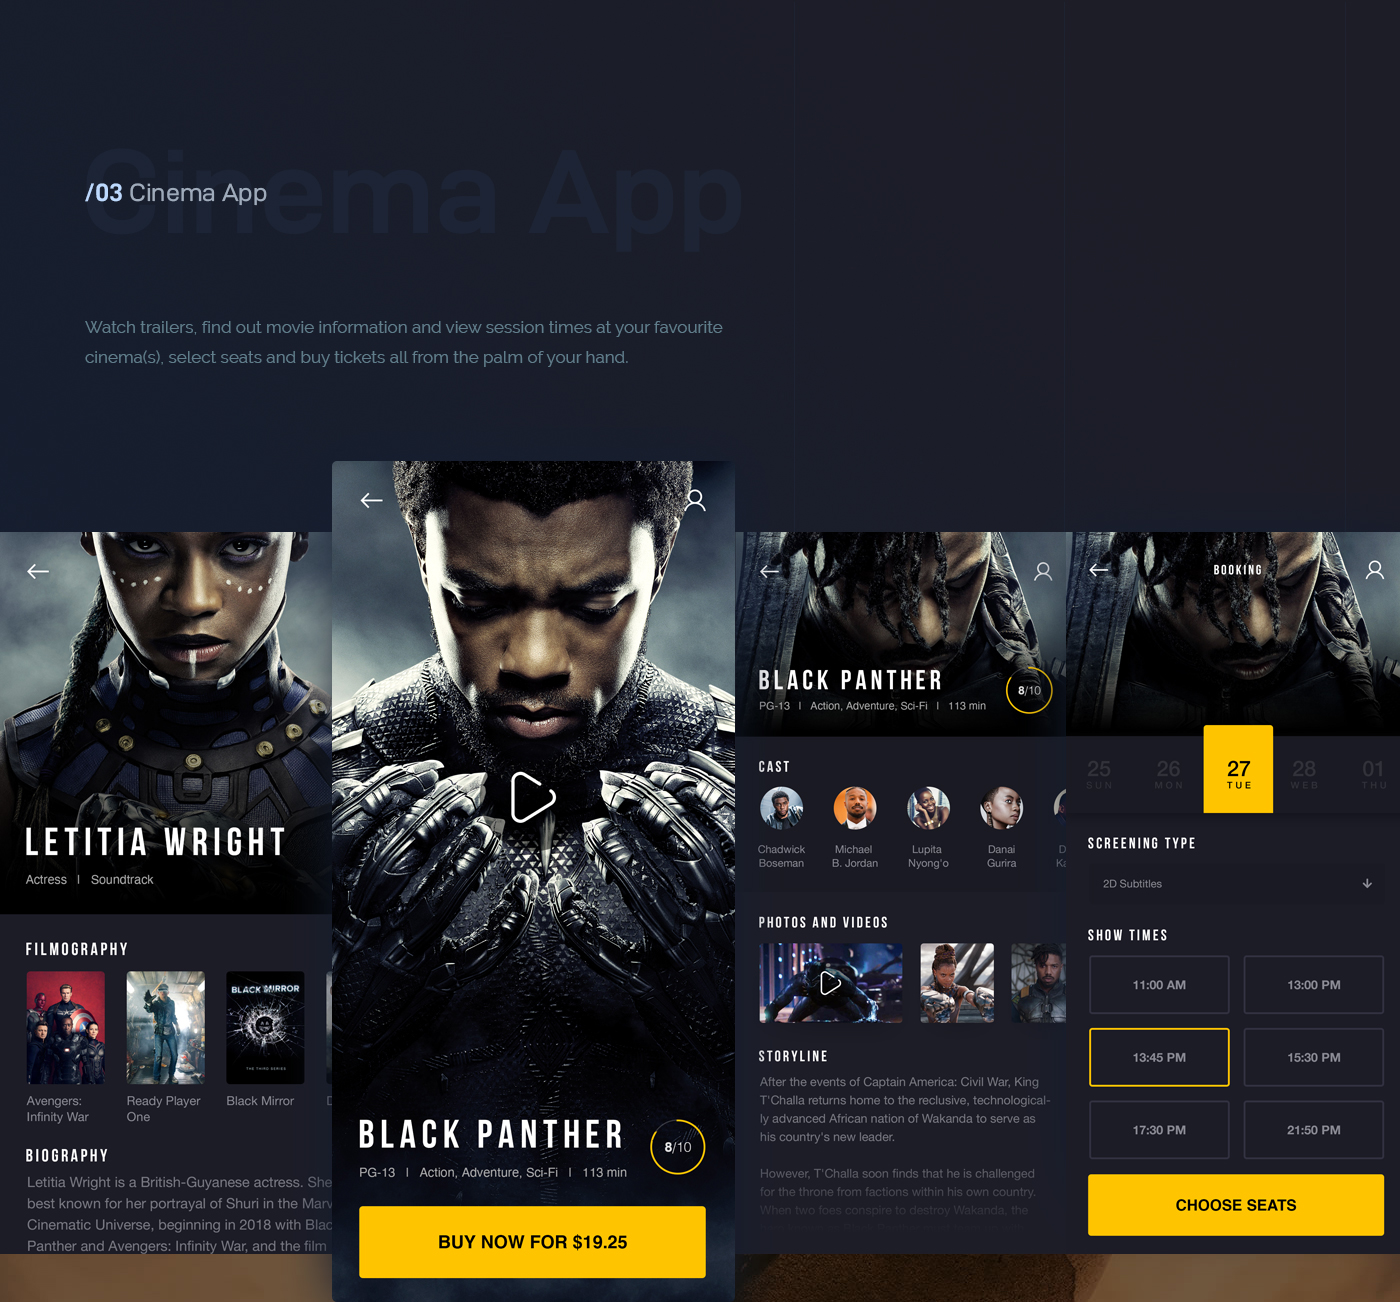 Cinema App
/03 Cinema App
Watch trailers, find out movie information and view session times at your favourite
cinema(s), select seats and buy tickets all from the palm of your hand.
LETITIA WRIGHT
Actress | Soundtrack
FILMOGRAPHY
BLACK MIRROR
THE THIRD SERIES
Avengers:
Infinity War
Ready Player
One
Black Mirror
D
BIOGRAPHY
Letitia Wright is a British-Guyanese actress. She
best known for her portrayal of Shuri in the Marv
Cinematic Universe, beginning in 2018 with Blac
Panther and Avengers: Infinity War, and the film
BLACK PANTHER
8/10
PG-13 | Action, Adventure, Sci-Fi | 113 min
BUY NOW FOR $19.25
BLACK PANTHER
8/10
PG-13 | Action, Adventure, Sci-Fi | 113 min
CAST
Chadwick
Boseman
Michael
B. Jordan
Lupita
Nyong'o
Danai
Gurira
D
Ka
PHOTOS AND VIDEOS
STORYLINE
After the events of Captain America: Civil War, King
T'Challa returns home to the reclusive, technological-
ly advanced African nation of Wakanda to serve as
his country's new leader.
However, T'Challa soon finds that he is challenged
for the throne from factions within his own country.
When two foes conspire to destroy Wakanda, the
BOOKING
25
SUN
26
MON
27
TUE
28
WEB
01
THU
SCREENING TYPE
2D Subtitles
SHOW TIMES
11:00 AM
13:00 PM
13:45 PM
15:30 PM
17:30 PM
21:50 PM
CHOOSE SEATS